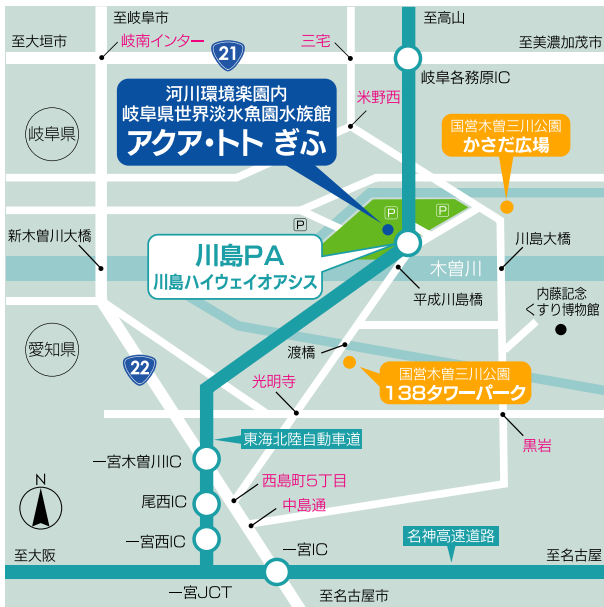 至岐阜市
至高山
至大垣市
岐南インター
21
三宅
至美濃加茂市
岐阜各務原IC
河川環境楽園内
岐阜県世界淡水魚園水族館
アクア・トト ぎふ
米野西
岐阜県
国営木曽三川公園
かさだ広場
P
P
P
新木曽川大橋
川島PA
川島ハイウェイオアシス
川島大橋
木曽川
平成川島橋
内藤記念
くすり博物館
愛知県
22
渡橋
光明寺
国営木曽三川公園
138タワーパーク
東海北陸自動車道
黒岩
一宮木曽川IC
西島町5丁目
N
尾西IC
中島通
一宮西IC
名神高速道路
至大阪
一宮IC
至名古屋
一宮JCT
至名古屋市